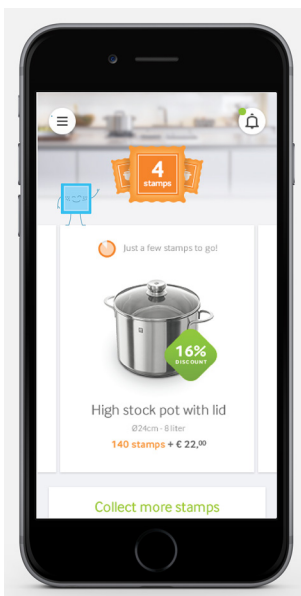 4
stamps
Just a few stamps to go!
16%
DISCOUNT
High stock pot with lid
Ø24cm - 8 liter
140 stamps + € 22,⁰⁰
Collect more stamps